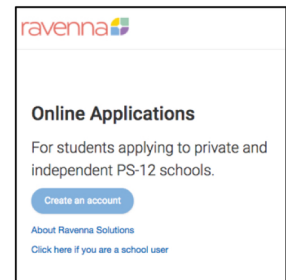 ravenna
Online Applications
For students applying to private and
independent PS-12 schools.
Create an account
About Ravenna Solutions
Click here if you are a school user